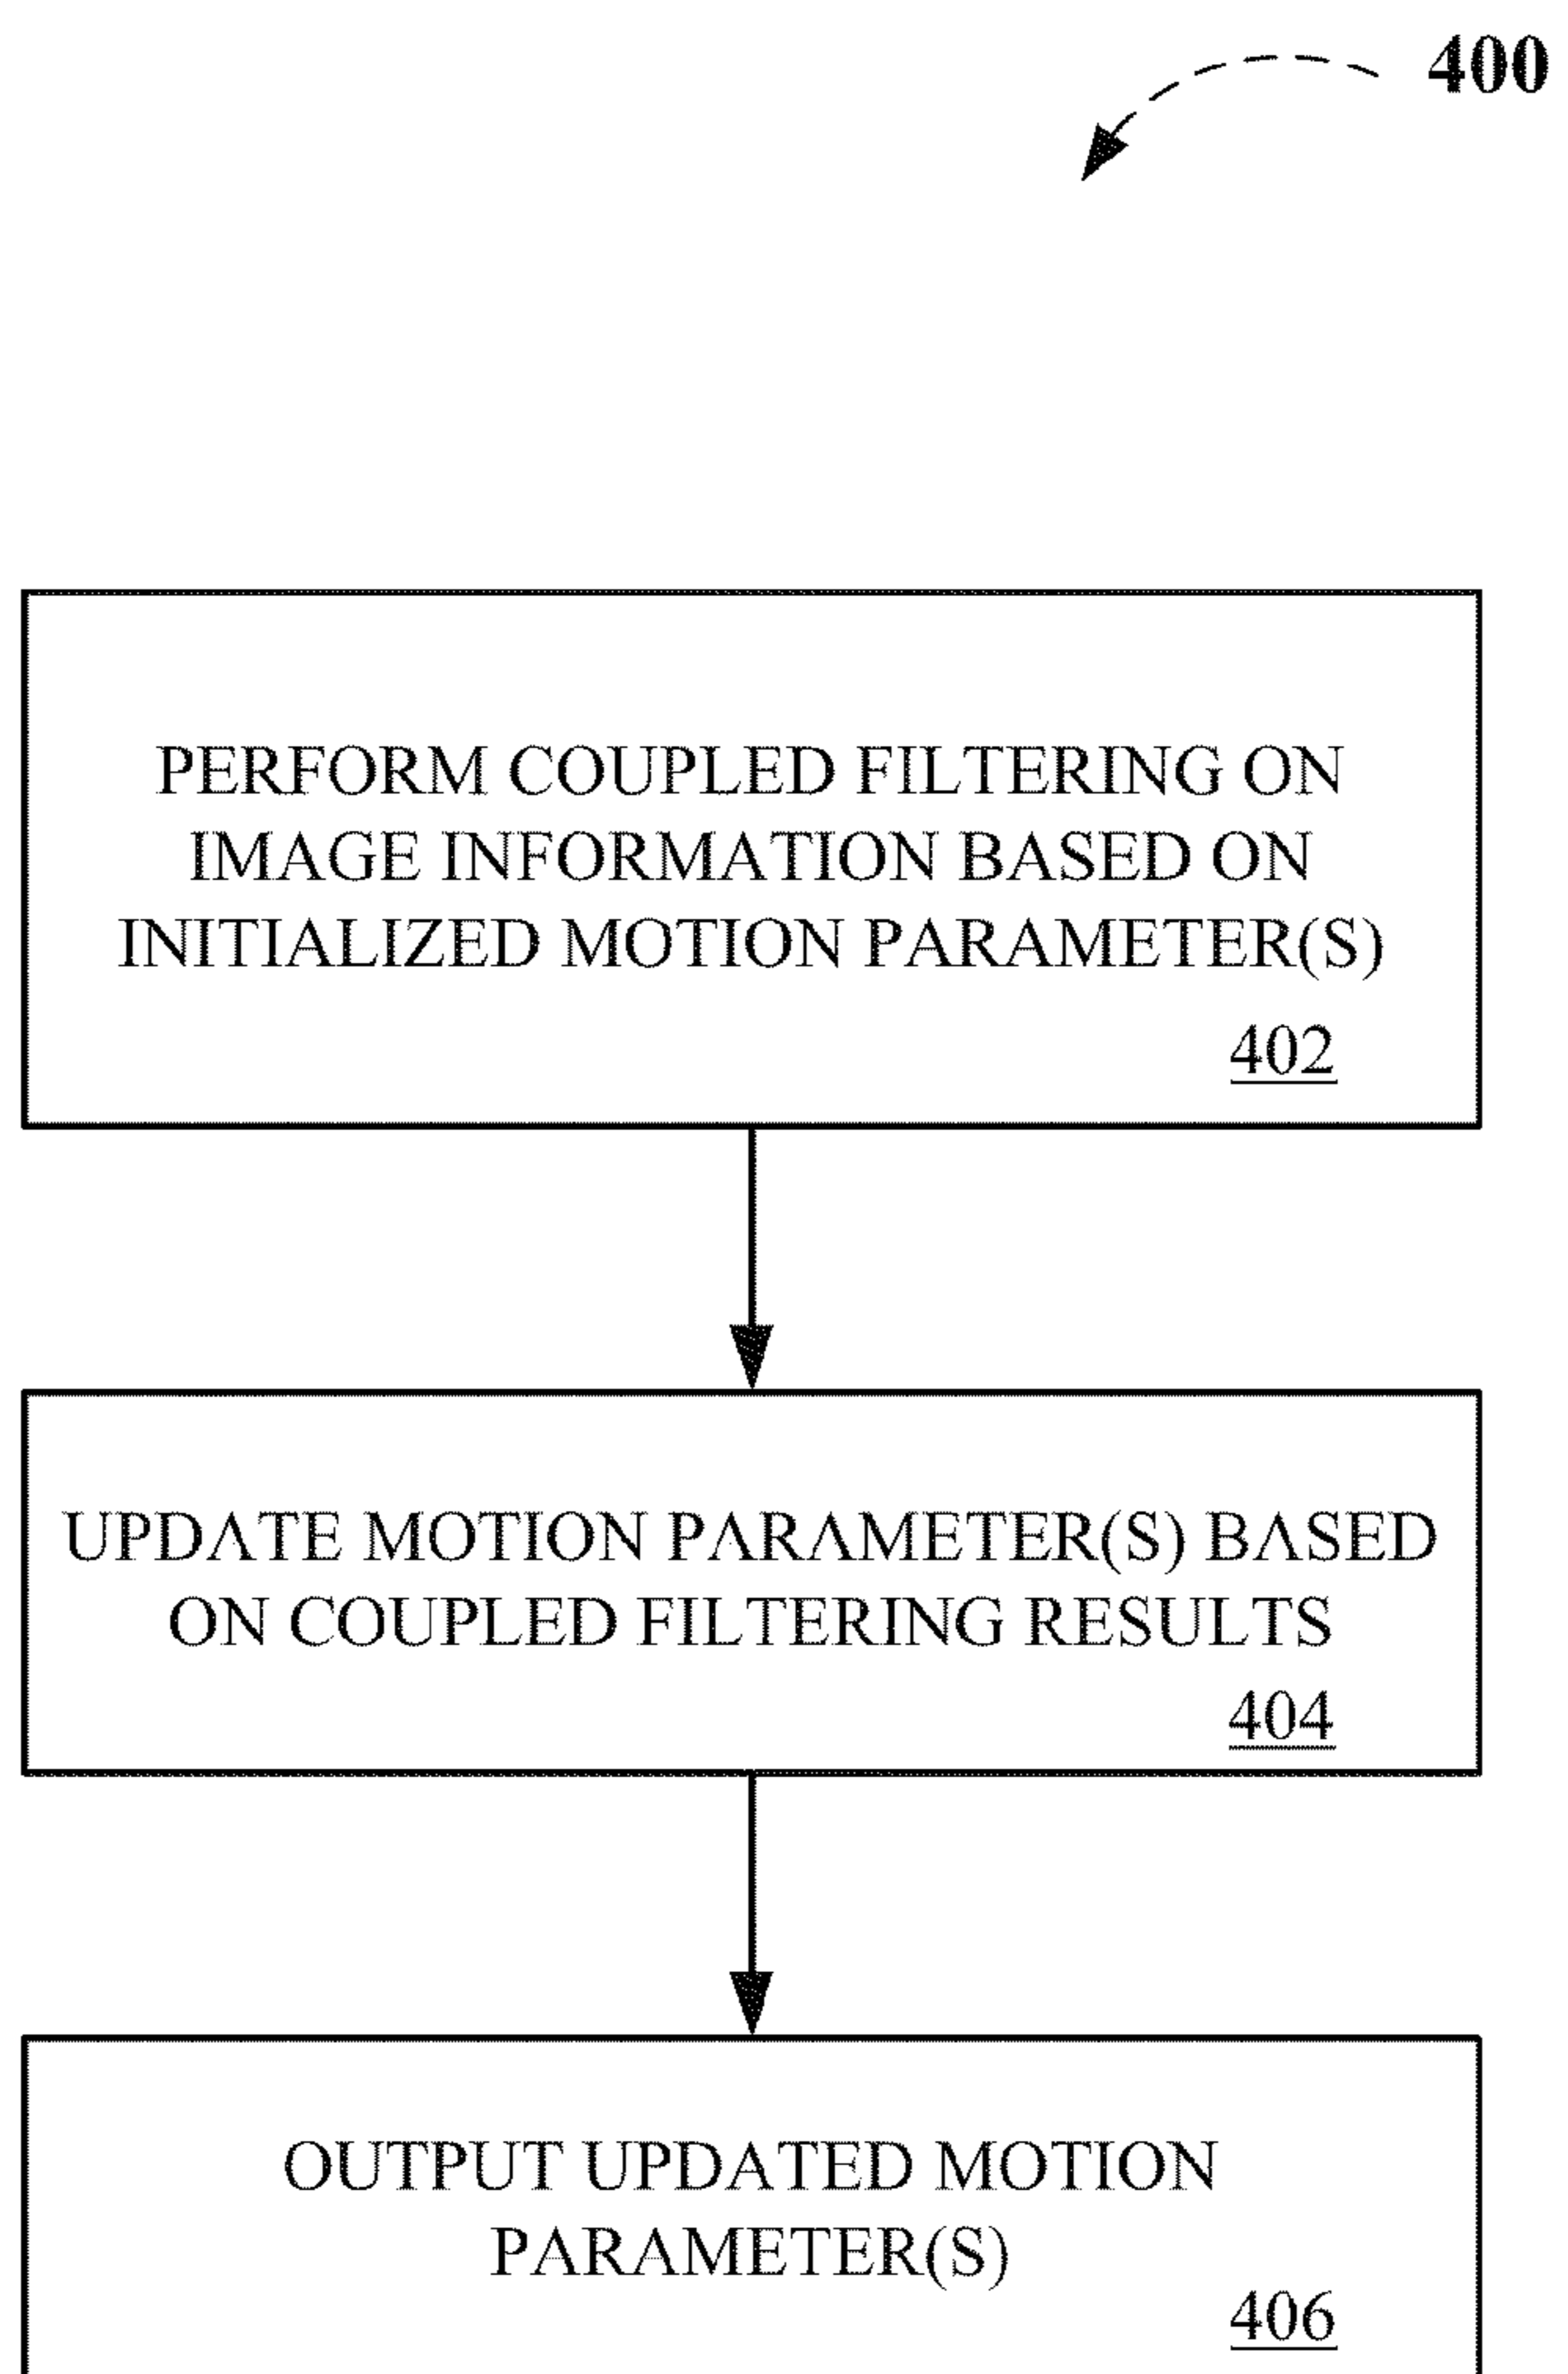 400
PERFORM COUPLED FILTERING ON
IMAGE INFORMATION BASED ON
INITIALIZED MOTION PARAMETER(S)
402
UPDATE MOTION PARAMETER(S) BASED
ON COUPLED FILTERING RESULTS
404
OUTPUT UPDATED MOTION
PARAMETER(S)
406